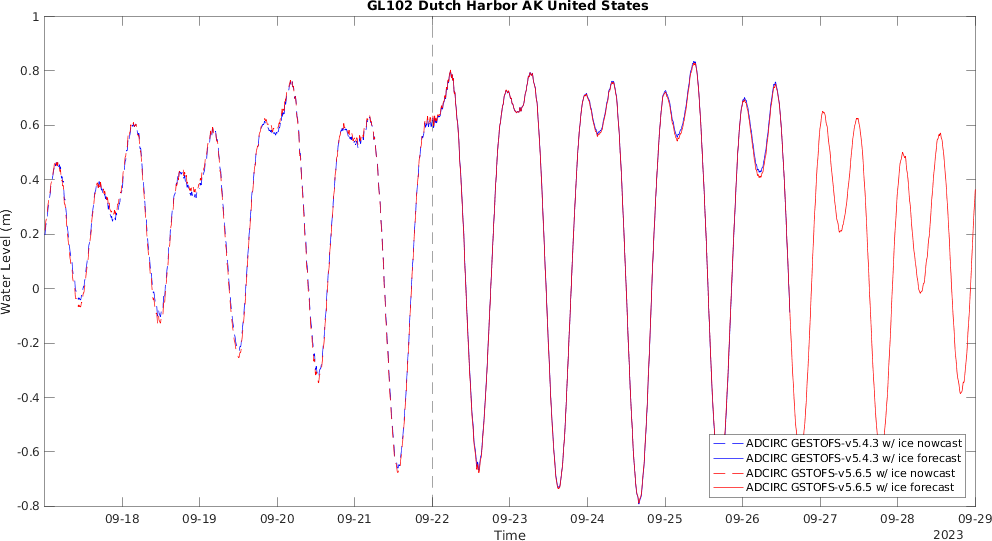 GL102 Dutch Harbor AK United States
1
0.8
0.6
0.4
0.2
0
-0.2
-0.4
-0.6
-0.8
Water Level (m)
ADCIRC GESTOFS-v5.4.3 w/ ice nowcast
ADCIRC GESTOFS-v5.4.3 w/ ice forecast
ADCIRC GSTOFS-v5.6.5 w/ ice nowcast
ADCIRC GSTOFS-v5.6.5 w/ ice forecast
09-18 09-19 09-20 09-21 09-22 09-23 09-24 09-25 09-26 09-27 09-28 09-29
Time
2023